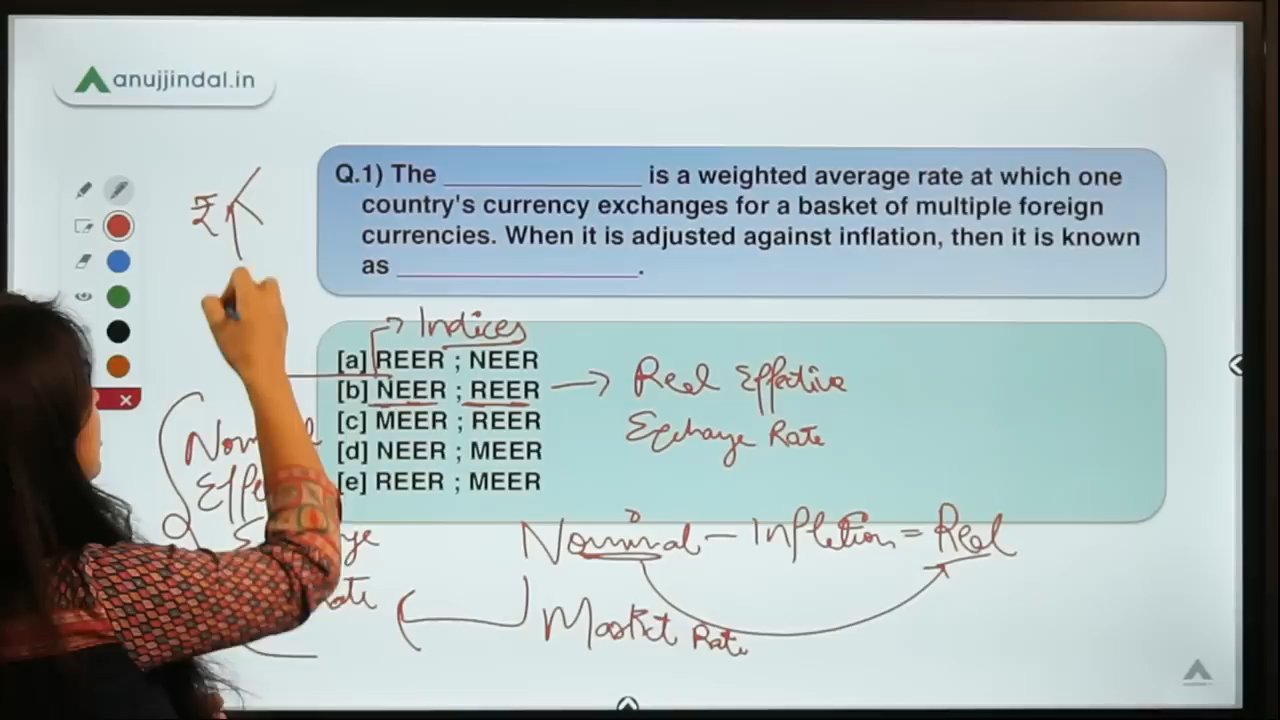 anujjindal.in
Q.1) The ____________ is a weighted average rate at which one
country's currency exchanges for a basket of multiple foreign
currencies. When it is adjusted against inflation, then it is known
as _______________.
₹
Indices
[a] REER ; NEER
[b] NEER ; REER
Real Effective
Exchange Rate
[c] MEER ; REER
[d] NEER ; MEER
[e] REER ; MEER
Nominal - Inflation = Real
Market Rate